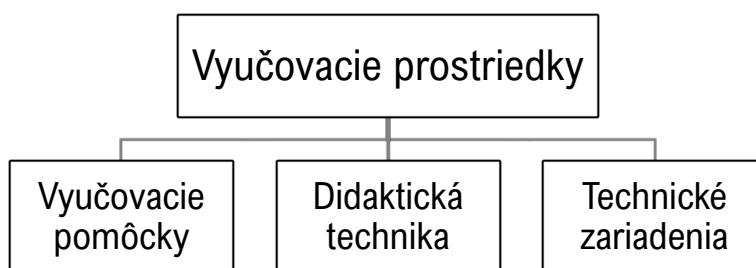 Vyučovacie prostriedky
Vyučovacie
pomôcky
Didaktická
technika
Technické
zariadenia